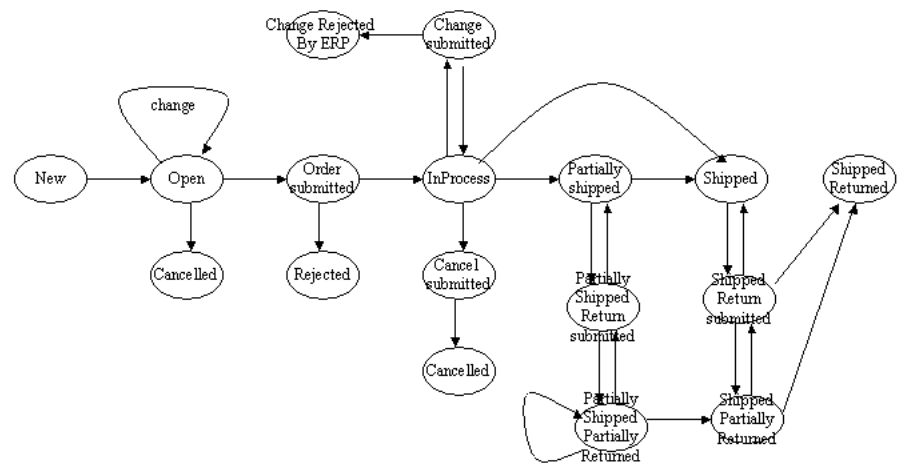 Change Rejected
By ERP
Change
submitted
change
New
Open
Order
submitted
InProcess
Partially
shipped
Shipped
Shipped
Returned
Cancelled
Rejected
Cancel
submitted
Partially
Shipped
Return
submitted
Shipped
Return
submitted
Cancelled
Partially
Shipped
Partially
Returned
Shipped
Partially
Returned